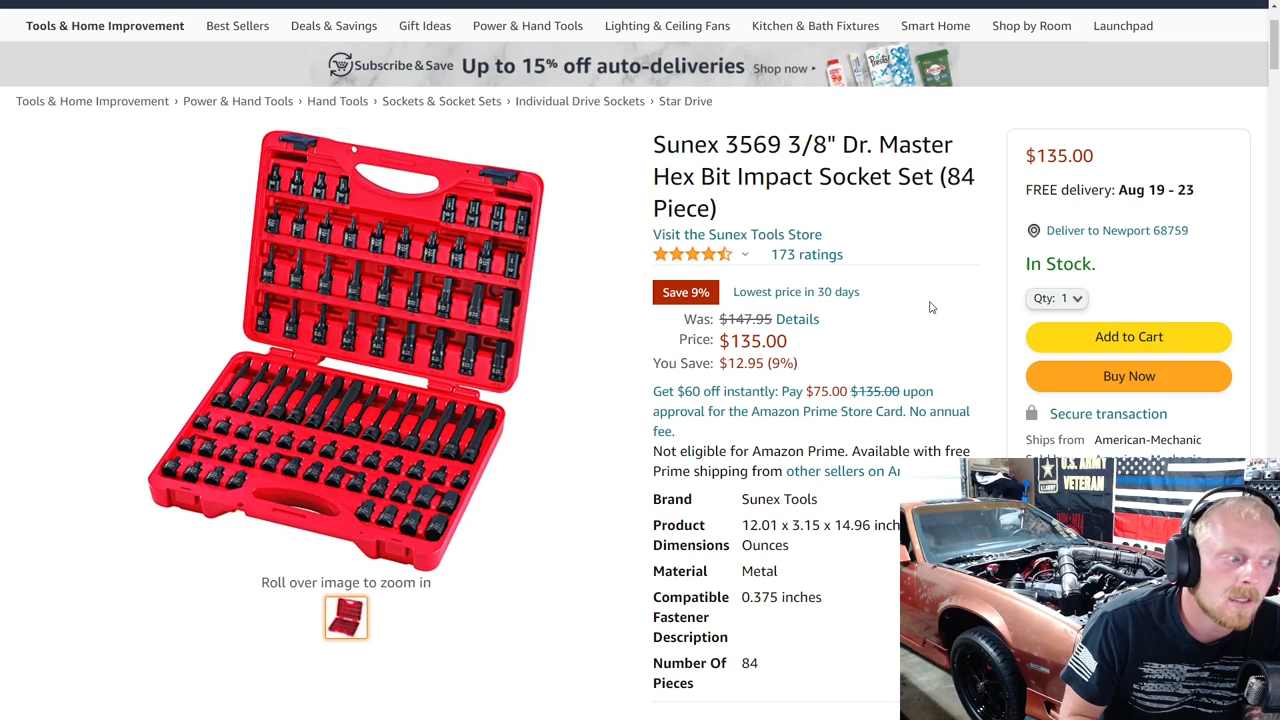 Tools & Home Improvement Best Sellers Deals & Savings Gift Ideas Power & Hand Tools Lighting & Ceiling Fans Kitchen & Bath Fixtures Smart Home Shop by Room Launchpad
Subscribe & Save Up to 15% off auto-deliveries Shop now ▸
Tools & Home Improvement › Power & Hand Tools › Hand Tools › Sockets & Socket Sets › Individual Drive Sockets › Star Drive
Sunex 3569 3/8" Dr. Master
Hex Bit Impact Socket Set (84
Piece)
Visit the Sunex Tools Store
173 ratings
Save 9% Lowest price in 30 days
Was: $147.95 Details
Price: $135.00
You Save: $12.95 (9%)
Get $60 off instantly: Pay $75.00 $135.00 upon
approval for the Amazon Prime Store Card. No annual
fee.
Not eligible for Amazon Prime. Available with free
Prime shipping from other sellers on
Brand Sunex Tools
Product 12.01 x 3.15 x 14.96
Dimensions Ounces
Material Metal
Compatible 0.375 inches
Fastener
Description
Number Of 84
Pieces
Roll over image to zoom in
$135.00
FREE delivery: Aug 19 - 23
Deliver to Newport 68759
In Stock.
Qty: 1
Add to Cart
Buy Now
Secure transaction
Ships from American-Mechanic
U.S. ARMY
VETERAN